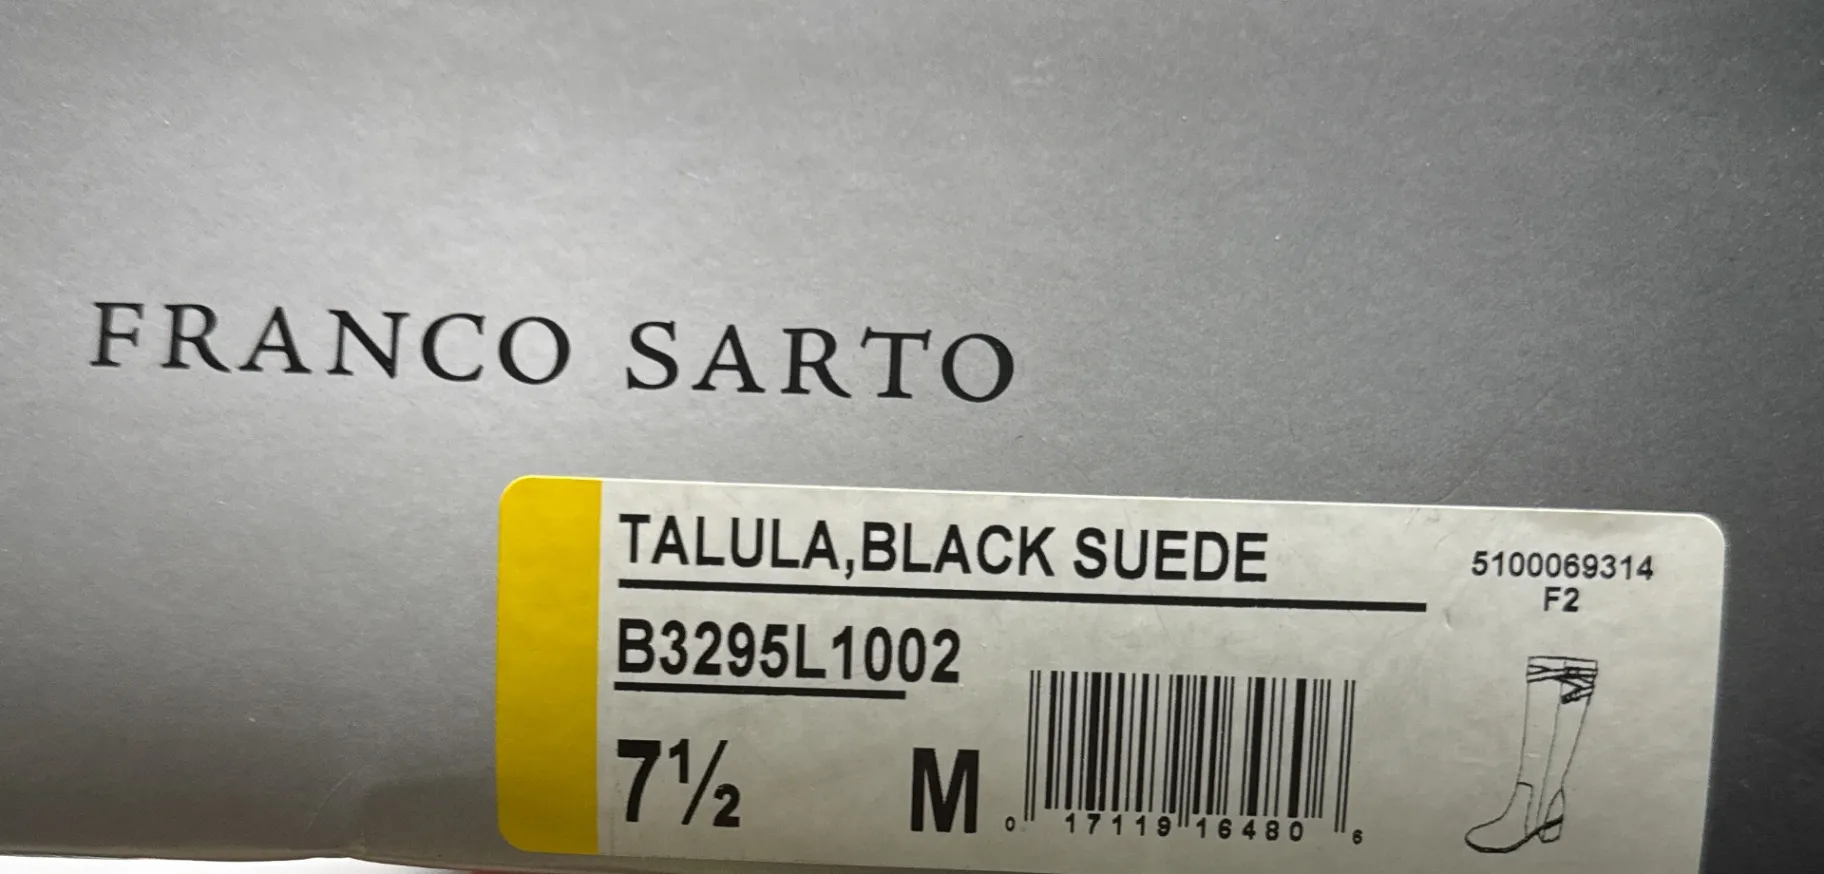 FRANCO SARTO
TALULA,BLACK SUEDE
5100069314
F2
B3295L1002
7½ M
0 17119 16480 6